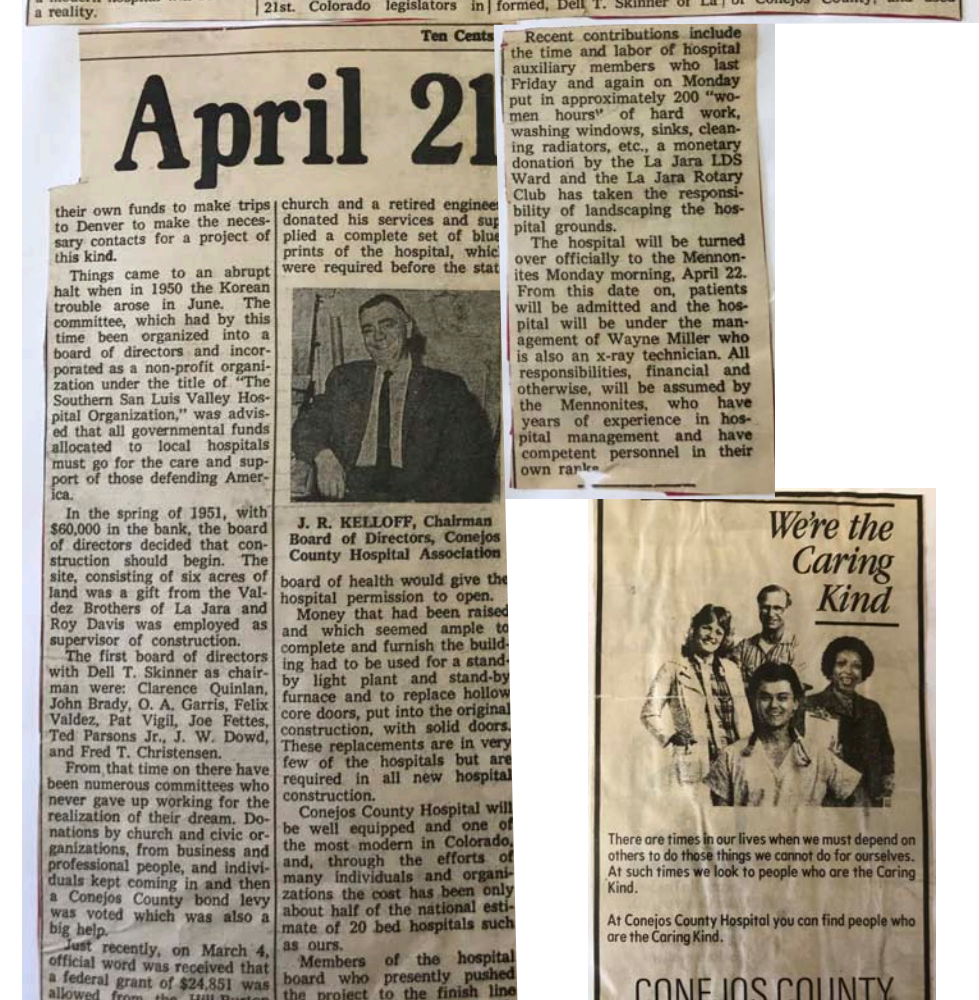 a reality.
21st. Colorado legislators in
formed, Dell T. Skinner of La
of Conejos County, and used
Ten Cents
April 21
their own funds to make trips
to Denver to make the neces-
sary contacts for a project of
this kind.
Things came to an abrupt
halt when in 1950 the Korean
trouble arose in June. The
committee, which had by this
time been organized into a
board of directors and incor-
porated as a non-profit organi-
zation under the title of "The
Southern San Luis Valley Hos-
pital Organization," was advis-
ed that all governmental funds
allocated to local hospitals
must go for the care and sup-
port of those defending Amer-
ica.
In the spring of 1951, with
$60,000 in the bank, the board
of directors decided that con-
struction should begin. The
site, consisting of six acres of
land was a gift from the Val-
dez Brothers of La Jara and
Roy Davis was employed as
supervisor of construction.
The first board of directors
with Dell T. Skinner as chair-
man were: Clarence Quinlan,
John Brady, O. A. Garris, Felix
Valdez, Pat Vigil, Joe Fettes,
Ted Parsons Jr., J. W. Dowd,
and Fred T. Christensen.
From that time on there have
been numerous committees who
never gave up working for the
realization of their dream. Do-
nations by church and civic or-
ganizations, from business and
professional people, and indivi-
duals kept coming in and then
a Conejos County bond levy
was voted which was also a
big help.
Just recently, on March 4,
official word was received that
a federal grant of $24,851 was
allowed from the Hill-Burton
church and a retired enginee
donated his services and sup
plied a complete set of blue
prints of the hospital, whic
were required before the stat
J. R. KELLOFF, Chairman
Board of Directors, Conejos
County Hospital Association
board of health would give the
hospital permission to open.
Money that had been raised
and which seemed ample to
complete and furnish the build-
ing had to be used for a stand-
by light plant and stand-by
furnace and to replace hollow
core doors, put into the original
construction, with solid doors.
These replacements are in very
few of the hospitals but are
required in all new hospital
construction.
Conejos County Hospital will
be well equipped and one of
the most modern in Colorado,
and, through the efforts of
many individuals and organi-
zations the cost has been only
about half of the national esti-
mate of 20 bed hospitals such
as ours.
Members of the hospital
board who presently pushed
the project to the finish line
Recent contributions include
the time and labor of hospital
auxiliary members who last
Friday and again on Monday
put in approximately 200 "wo-
men hours" of hard work,
washing windows, sinks, clean-
ing radiators, etc., a monetary
donation by the La Jara LDS
Ward and the La Jara Rotary
Club has taken the responsi-
bility of landscaping the hos-
pital grounds.
The hospital will be turned
over officially to the Mennon-
ites Monday morning, April 22.
From this date on, patients
will be admitted and the hos-
pital will be under the man-
agement of Wayne Miller who
is also an x-ray technician. All
responsibilities, financial and
otherwise, will be assumed by
the Mennonites, who have
years of experience in hos-
pital management and have
competent personnel in their
own ranks
We're the
Caring
Kind
There are times in our lives when we must depend on
others to do those things we cannot do for ourselves.
At such times we look to people who are the Caring
Kind.
At Conejos County Hospital you can find people who
are the Caring Kind.
CONEJOS COUNTY